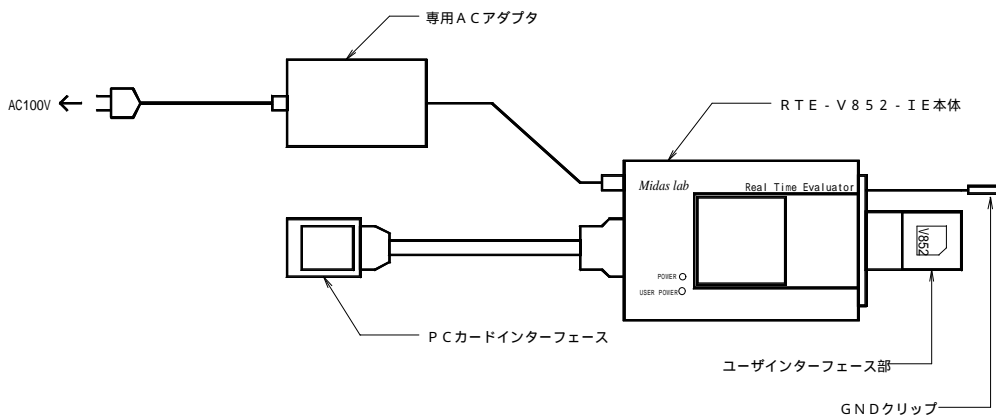 専用ＡＣアダプタ
AC100V
ＲＴＥ-Ｖ８５２-ＩＥ本体
Midas lab
Real Time Evaluator
V852
POWER
USER POWER
ＰＣカードインターフェース
ユーザインターフェース部
ＧＮＤクリップ